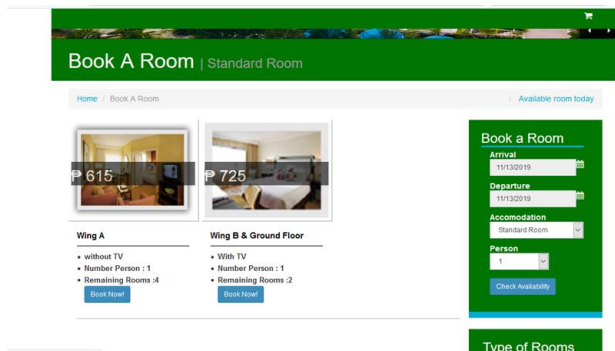 Book A Room | Standard Room
Home / Book A Room
/ Available room today
₱ 615
₱ 725
Wing A
• without TV
• Number Person : 1
• Remaining Rooms :4
Book Now!
Wing B & Ground Floor
• With TV
• Number Person : 1
• Remaining Rooms :2
Book Now!
Book a Room
Arrival
11/13/2019
Departure
11/13/2019
Accomodation
Standard Room
Person
1
Check Availability
Type of Rooms